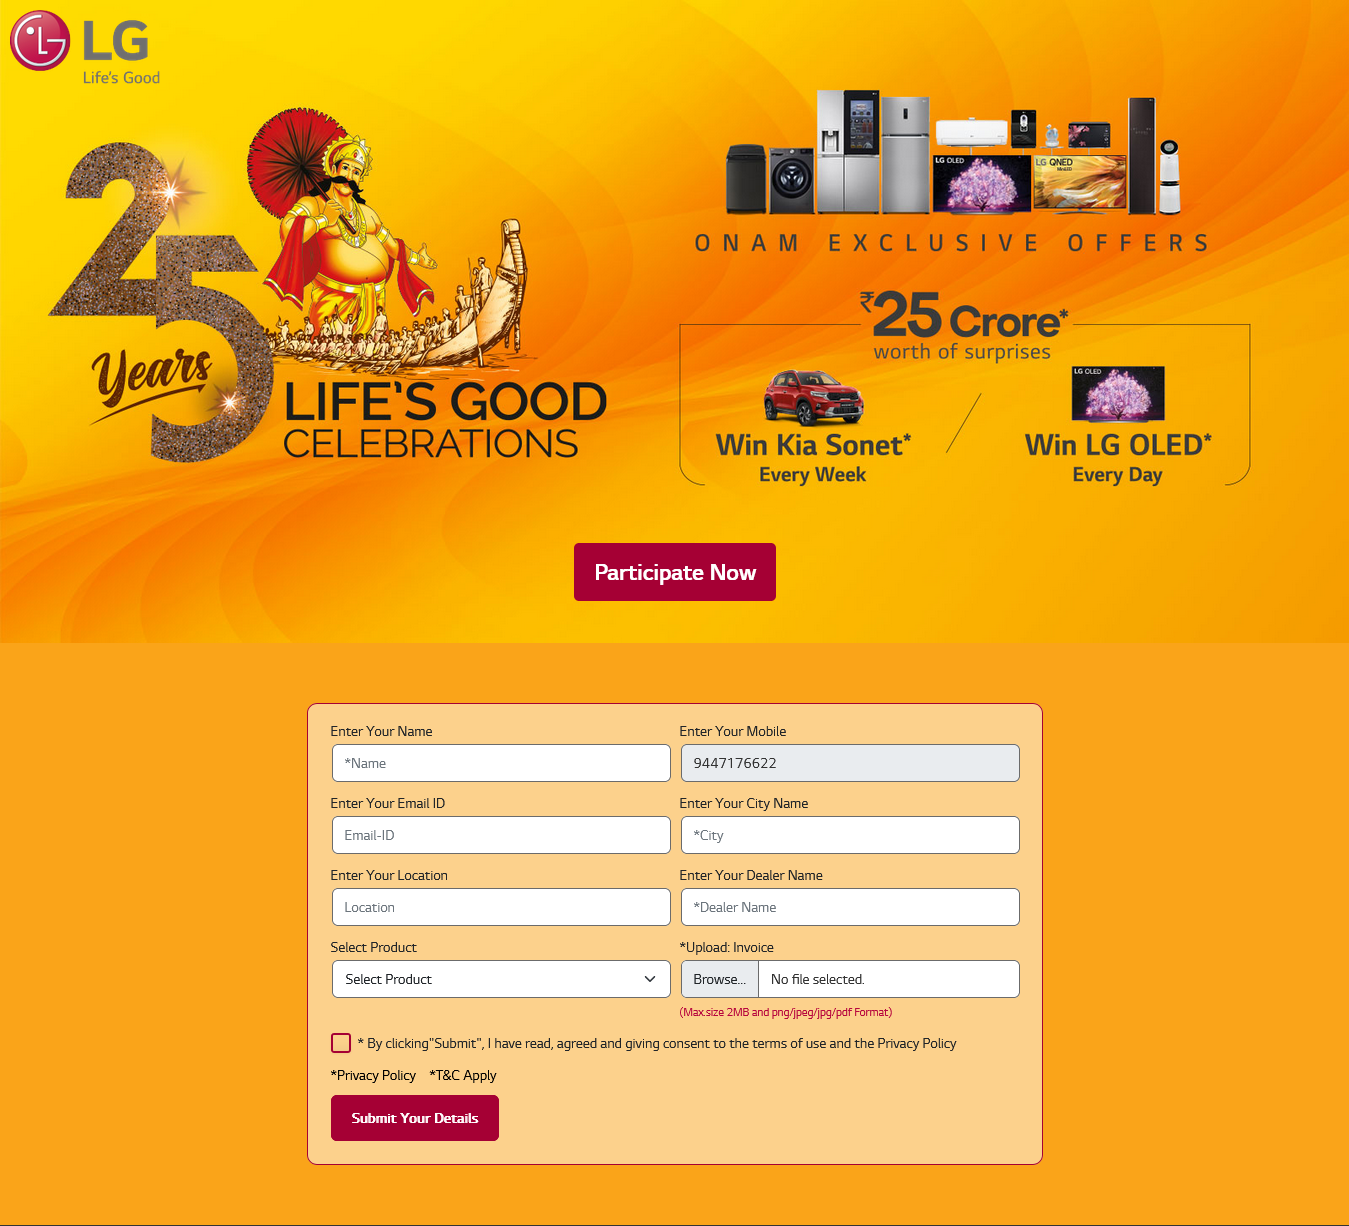 LG
Life's Good
25
Years
LIFE'S GOOD
CELEBRATIONS
LG OLED
LG QNED
MiniLED
ONAM EXCLUSIVE OFFERS
₹25 Crore*
worth of surprises
LG OLED
Win Kia Sonet*
Every Week
Win LG OLED*
Every Day
Participate Now
Enter Your Name
*Name
Enter Your Mobile
9447176622
Enter Your Email ID
Email-ID
Enter Your City Name
*City
Enter Your Location
Location
Enter Your Dealer Name
*Dealer Name
Select Product
Select Product
*Upload: Invoice
Browse... No file selected.
(Max.size 2MB and png/jpeg/jpg/pdf Format)
* By clicking"Submit", I have read, agreed and giving consent to the terms of use and the Privacy Policy
*Privacy Policy *T&C Apply
Submit Your Details